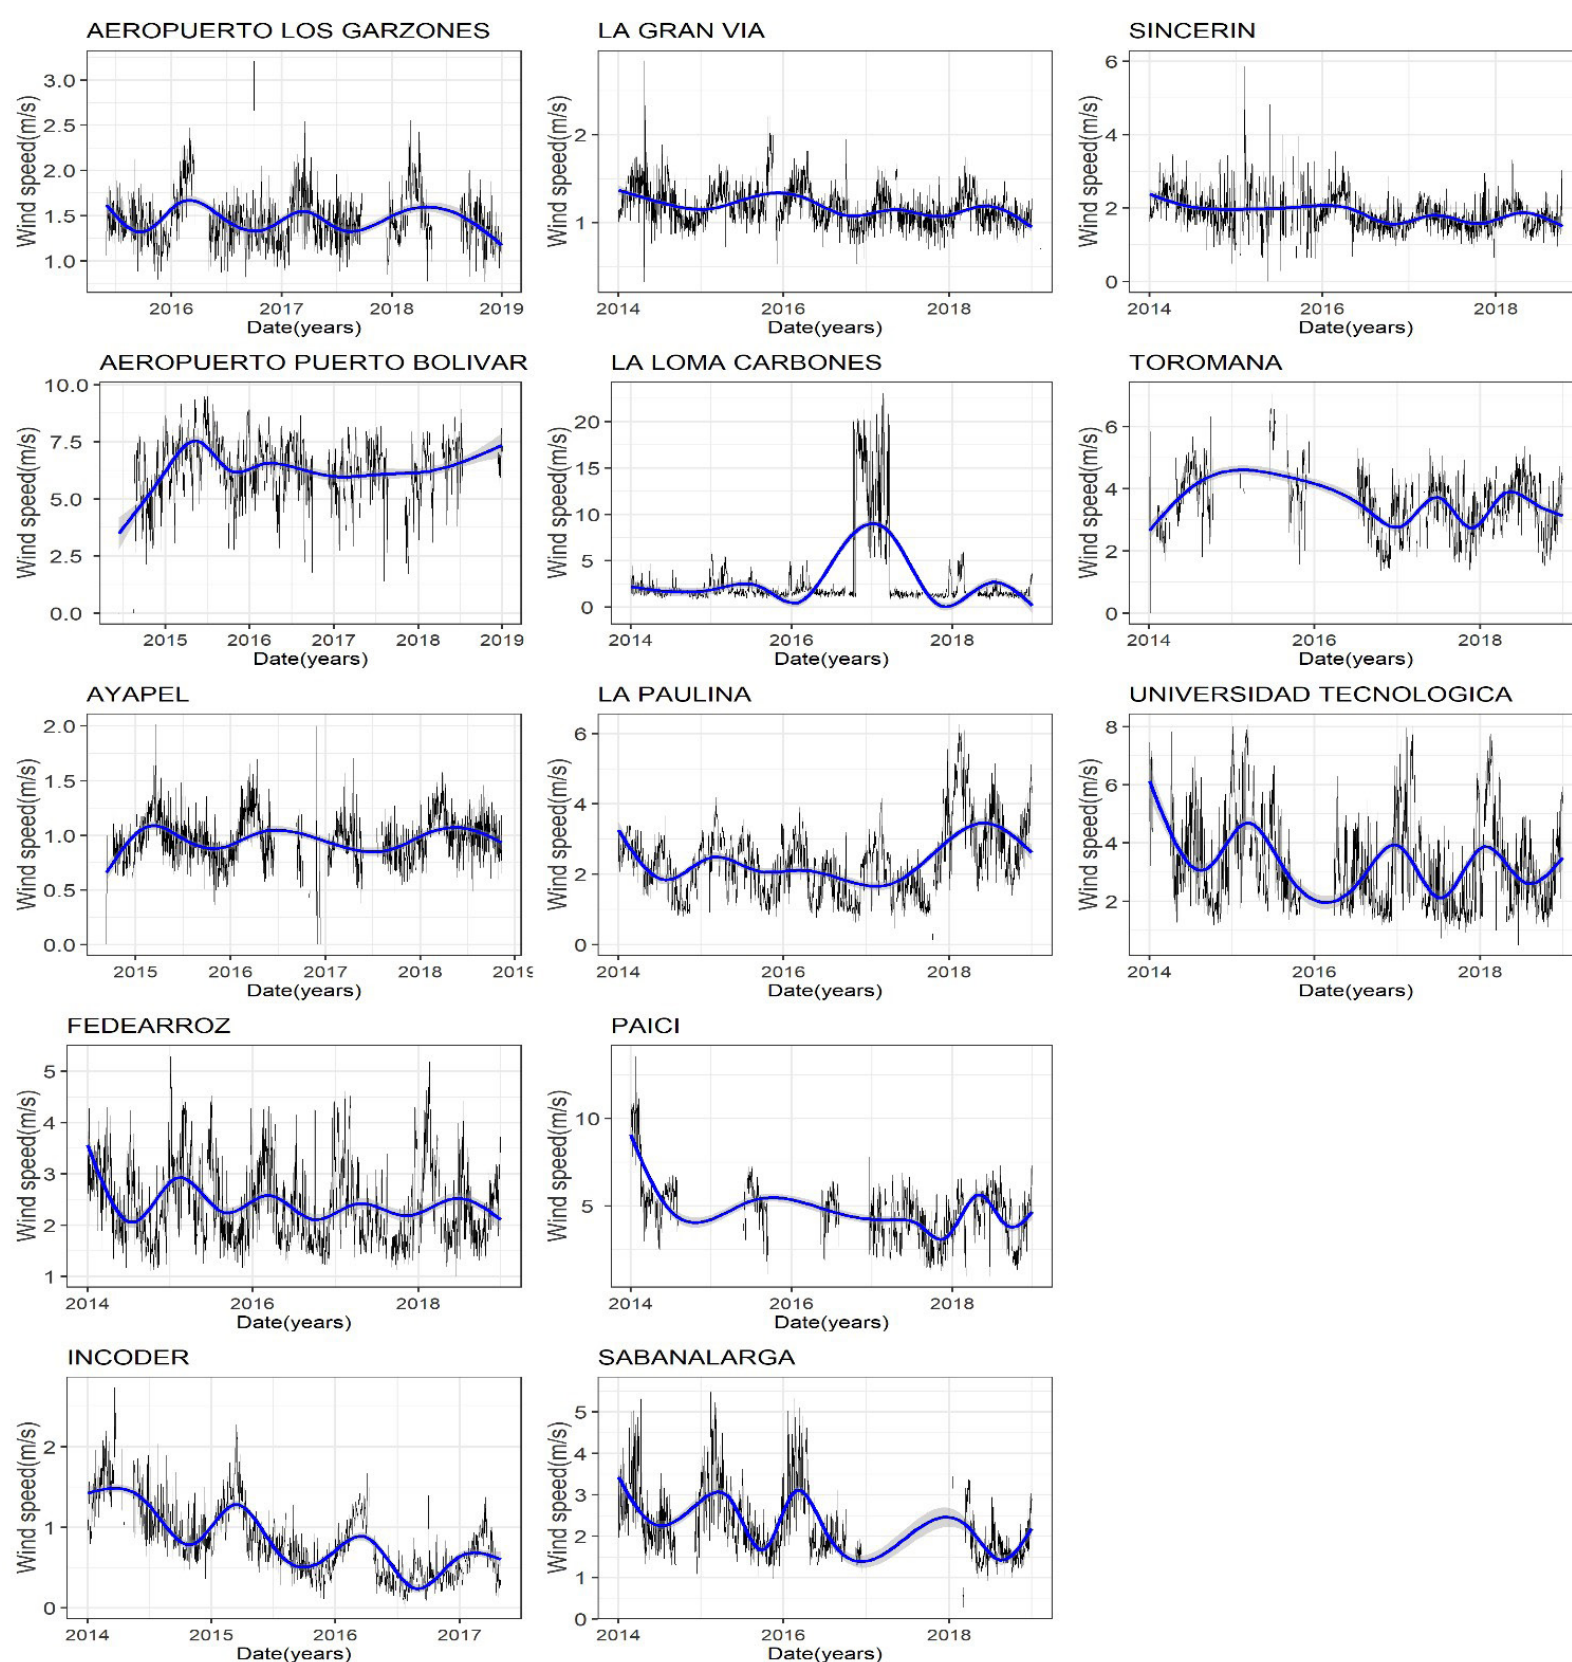 AEROPUERTO LOS GARZONES
Wind speed(m/s)
3.0
2.5
2.0
1.5
1.0
2016 2017 2018 2019
Date(years)
LA GRAN VIA
Wind speed(m/s)
2
1
2014 2016 2018
Date(years)
SINCERIN
Wind speed(m/s)
6
4
2
0
2014 2016 2018
Date(years)
AEROPUERTO PUERTO BOLIVAR
Wind speed(m/s)
10.0
7.5
5.0
2.5
0.0
2015 2016 2017 2018 2019
Date(years)
LA LOMA CARBONES
Wind speed(m/s)
20
15
10
5
0
2014 2016 2018
Date(years)
TOROMANA
Wind speed(m/s)
6
4
2
0
2014 2016 2018
Date(years)
AYAPEL
Wind speed(m/s)
2.0
1.5
1.0
0.5
0.0
2015 2016 2017 2018 2019
Date(years)
LA PAULINA
Wind speed(m/s)
6
4
2
0
2014 2016 2018
Date(years)
UNIVERSIDAD TECNOLOGICA
Wind speed(m/s)
8
6
4
2
2014 2016 2018
Date(years)
FEDEARROZ
Wind speed(m/s)
5
4
3
2
1
2014 2016 2018
Date(years)
PAICI
Wind speed(m/s)
10
5
2014 2016 2018
Date(years)
INCODER
Wind speed(m/s)
2
1
0
2014 2015 2016 2017
Date(years)
SABANALARGA
Wind speed(m/s)
5
4
3
2
1
0
2014 2016 2018
Date(years)